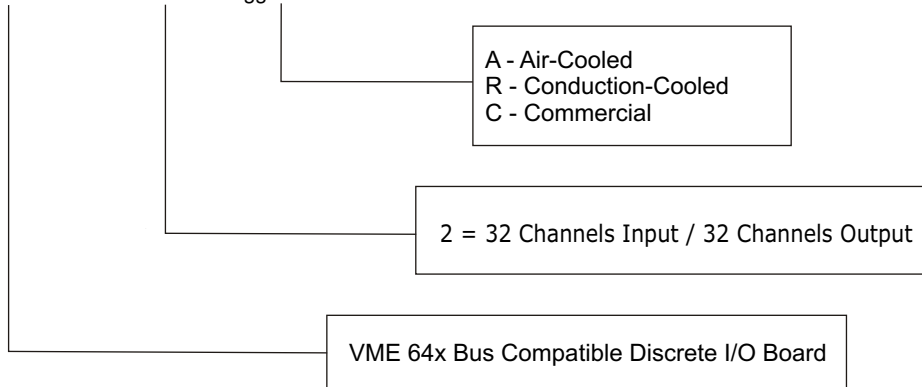 A - Air-Cooled
R - Conduction-Cooled
C - Commercial
2 = 32 Channels Input / 32 Channels Output
VME 64x Bus Compatible Discrete I/O Board